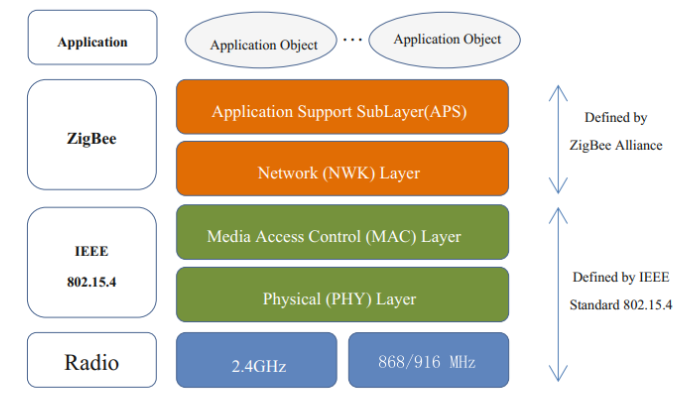 Application
Application Object
...
Application Object
ZigBee
Application Support SubLayer(APS)
Network (NWK) Layer
Defined by
ZigBee Alliance
IEEE
802.15.4
Media Access Control (MAC) Layer
Physical (PHY) Layer
Defined by IEEE
Standard 802.15.4
Radio
2.4GHz
868/916 MHz